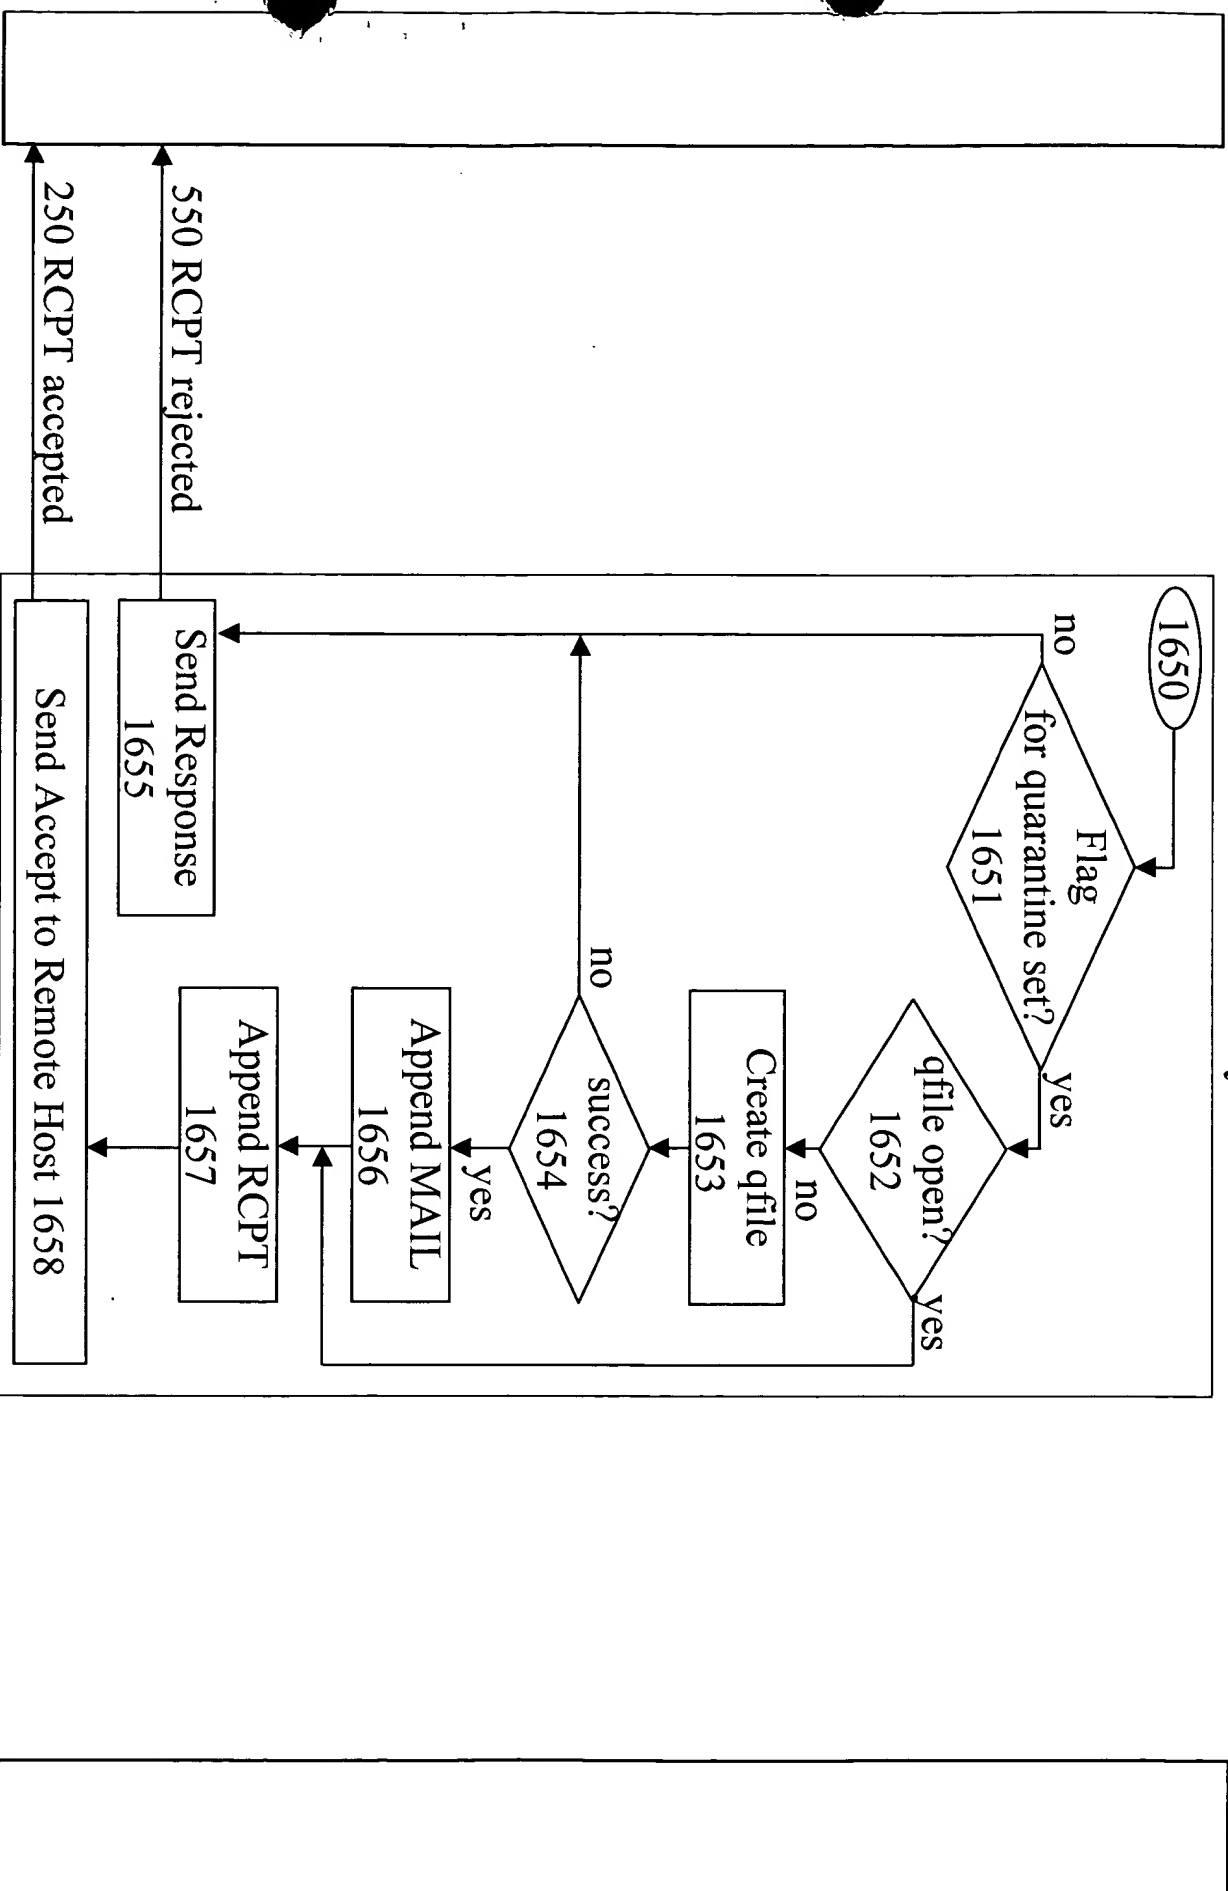 1650
Flag
for quarantine set?
1651
no
yes
qfile open?
1652
yes
no
Create qfile
1653
success?
1654
no
yes
Append MAIL
1656
Append RCPT
1657
Send Response
1655
550 RCPT rejected
Send Accept to Remote Host 1658
250 RCPT accepted